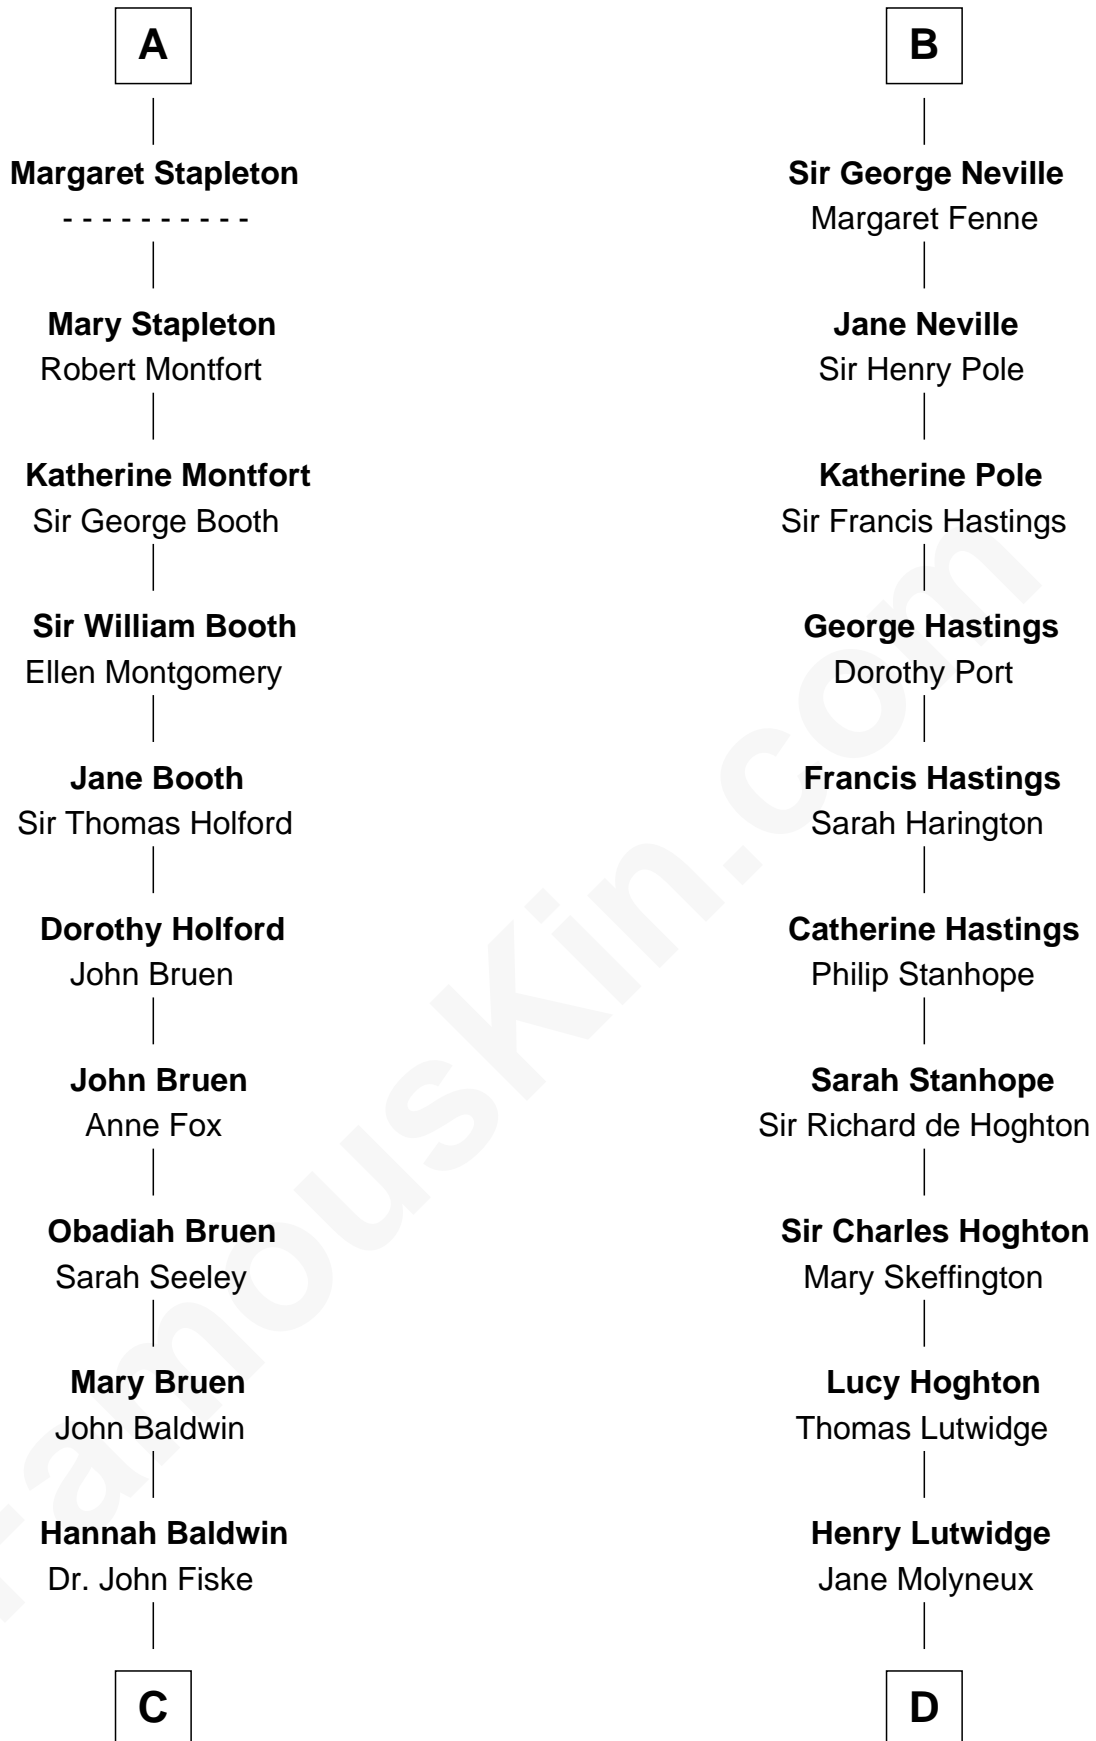 A
Margaret Stapleton
- - - - - - - - - -
Mary Stapleton
Robert Montfort
Katherine Montfort
Sir George Booth
Sir William Booth
Ellen Montgomery
Jane Booth
Sir Thomas Holford
Dorothy Holford
John Bruen
John Bruen
Anne Fox
Obadiah Bruen
Sarah Seeley
Mary Bruen
John Baldwin
Hannah Baldwin
Dr. John Fiske
C
B
Sir George Neville
Margaret Fenne
Jane Neville
Sir Henry Pole
Katherine Pole
Sir Francis Hastings
George Hastings
Dorothy Port
Francis Hastings
Sarah Harington
Catherine Hastings
Philip Stanhope
Sarah Stanhope
Sir Richard de Hoghton
Sir Charles Hoghton
Mary Skeffington
Lucy Hoghton
Thomas Lutwidge
Henry Lutwidge
Jane Molyneux
D
FamousKin.com